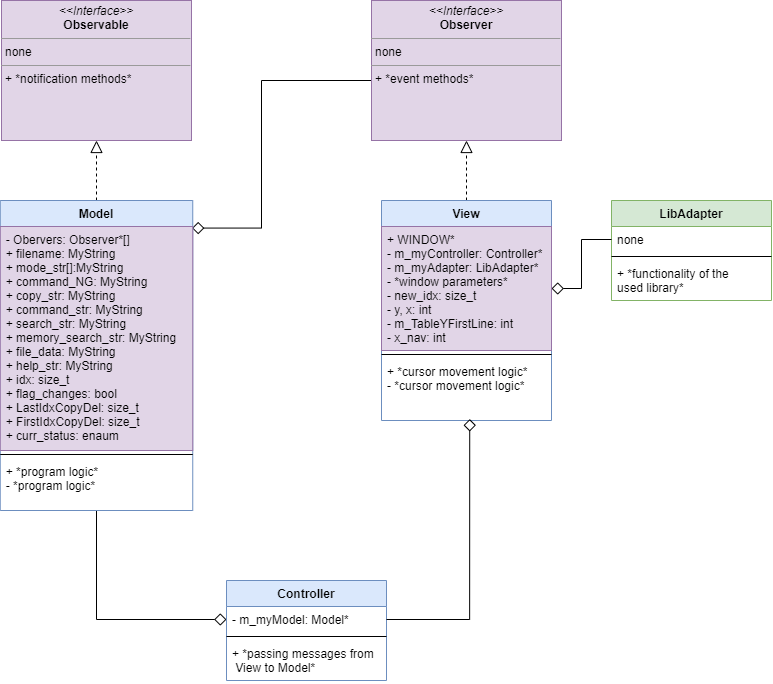 <<Interface>>
Observable
none
+ *notification methods*
<<Interface>>
Observer
none
+ *event methods*
Model
- Obervers: Observer*[]
+ filename: MyString
+ mode_str[]:MyString
+ command_NG: MyString
+ copy_str: MyString
+ command_str: MyString
+ search_str: MyString
+ memory_search_str: MyString
+ file_data: MyString
+ help_str: MyString
+ idx: size_t
+ flag_changes: bool
+ LastIdxCopyDel: size_t
+ FirstIdxCopyDel: size_t
+ curr_status: enaum
+ *program logic*
- *program logic*
View
+ WINDOW*
- m_myController: Controller*
- m_myAdapter: LibAdapter*
- *window parameters*
- new_idx: size_t
- y, x: int
- m_TableYFirstLine: int
- x_nav: int
+ *cursor movement logic*
- *cursor movement logic*
LibAdapter
none
+ *functionality of the
used library*
Controller
- m_myModel: Model*
+ *passing messages from
View to Model*